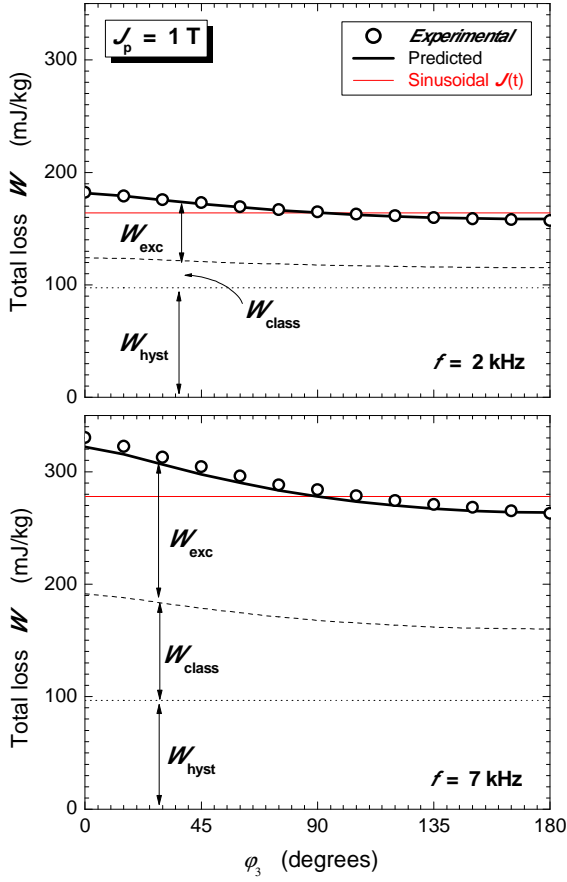 J_p = 1 T
Experimental
Predicted
Sinusoidal J(t)
300
200
100
0
Total loss W (mJ/kg)
W_exc
W_class
W_hyst
f = 2 kHz
300
200
100
0
Total loss W (mJ/kg)
W_exc
W_class
W_hyst
f = 7 kHz
0 45 90 135 180
φ_3 (degrees)